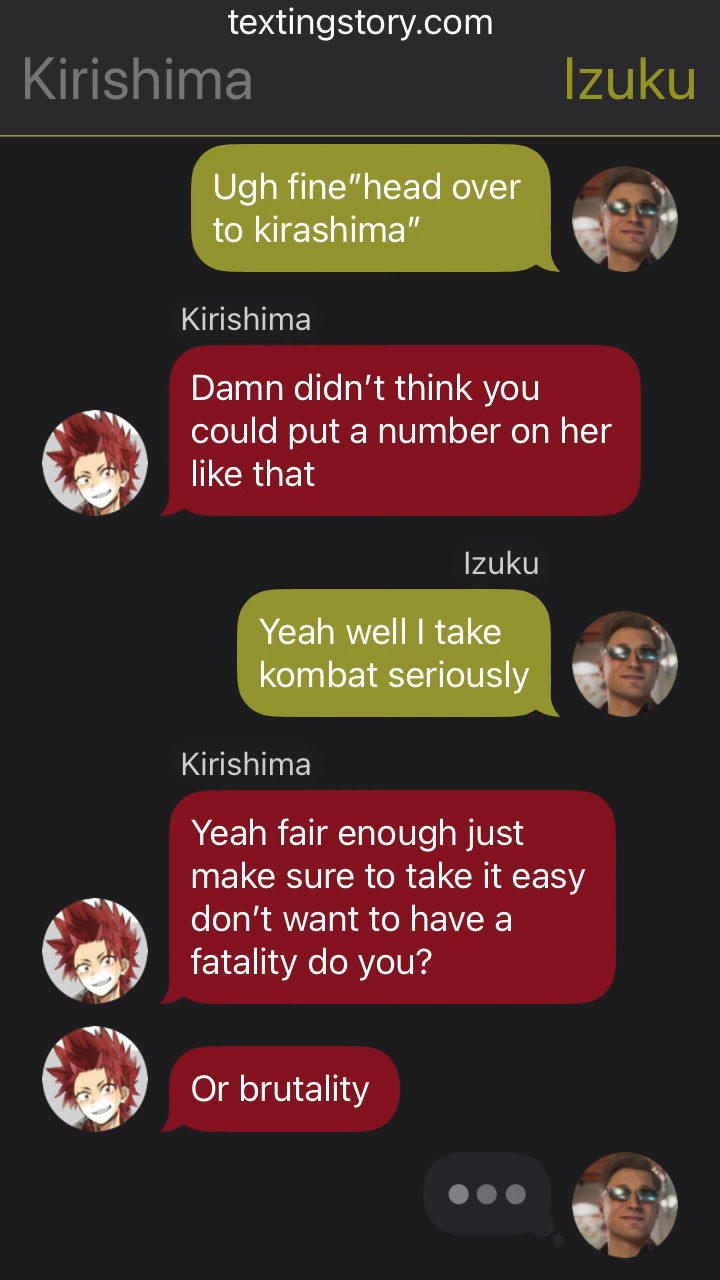 textingstory.com
Kirishima
Izuku
Ugh fine”head over
to kirashima”
Kirishima
Damn didn’t think you
could put a number on her
like that
Izuku
Yeah well I take
kombat seriously
Kirishima
Yeah fair enough just
make sure to take it easy
don’t want to have a
fatality do you?
Or brutality